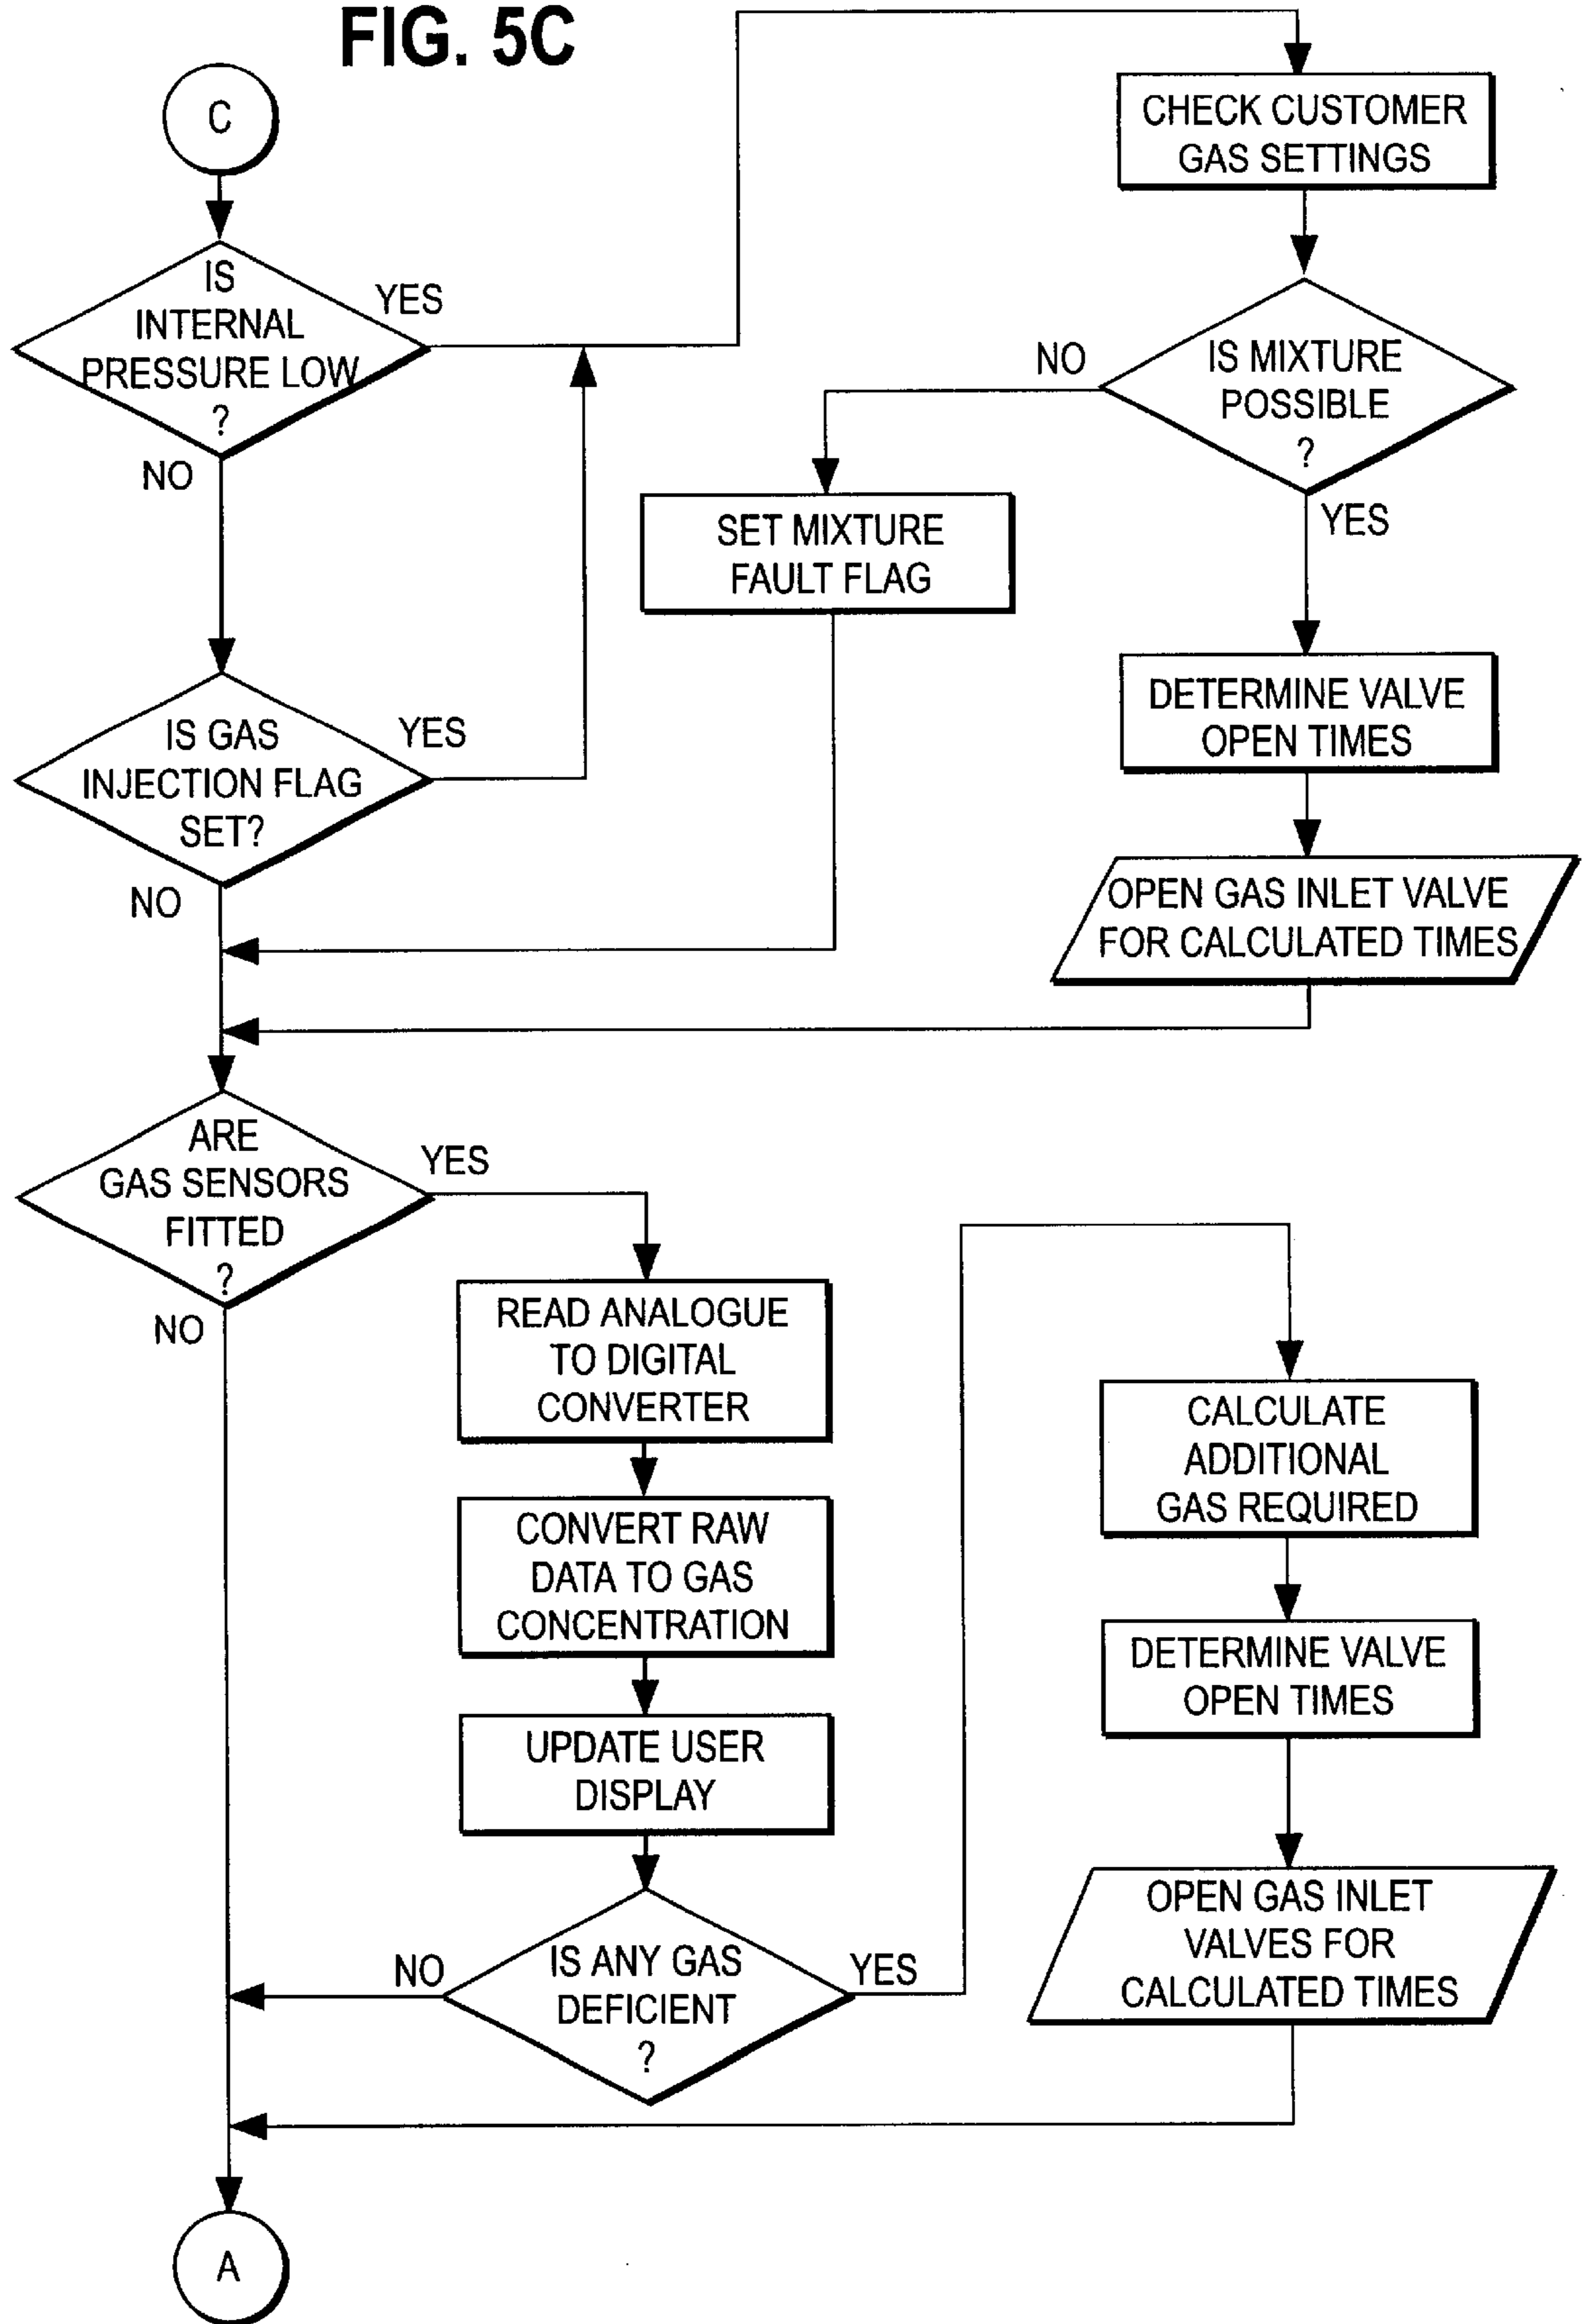 FIG. 5C
C
IS
INTERNAL
PRESSURE LOW
?
YES
NO
CHECK CUSTOMER
GAS SETTINGS
IS MIXTURE
POSSIBLE
?
NO
YES
SET MIXTURE
FAULT FLAG
DETERMINE VALVE
OPEN TIMES
IS GAS
INJECTION FLAG
SET?
YES
NO
OPEN GAS INLET VALVE
FOR CALCULATED TIMES
ARE
GAS SENSORS
FITTED
?
YES
NO
READ ANALOGUE
TO DIGITAL
CONVERTER
CONVERT RAW
DATA TO GAS
CONCENTRATION
UPDATE USER
DISPLAY
IS ANY GAS
DEFICIENT
?
NO
YES
CALCULATE
ADDITIONAL
GAS REQUIRED
DETERMINE VALVE
OPEN TIMES
OPEN GAS INLET
VALVES FOR
CALCULATED TIMES
A